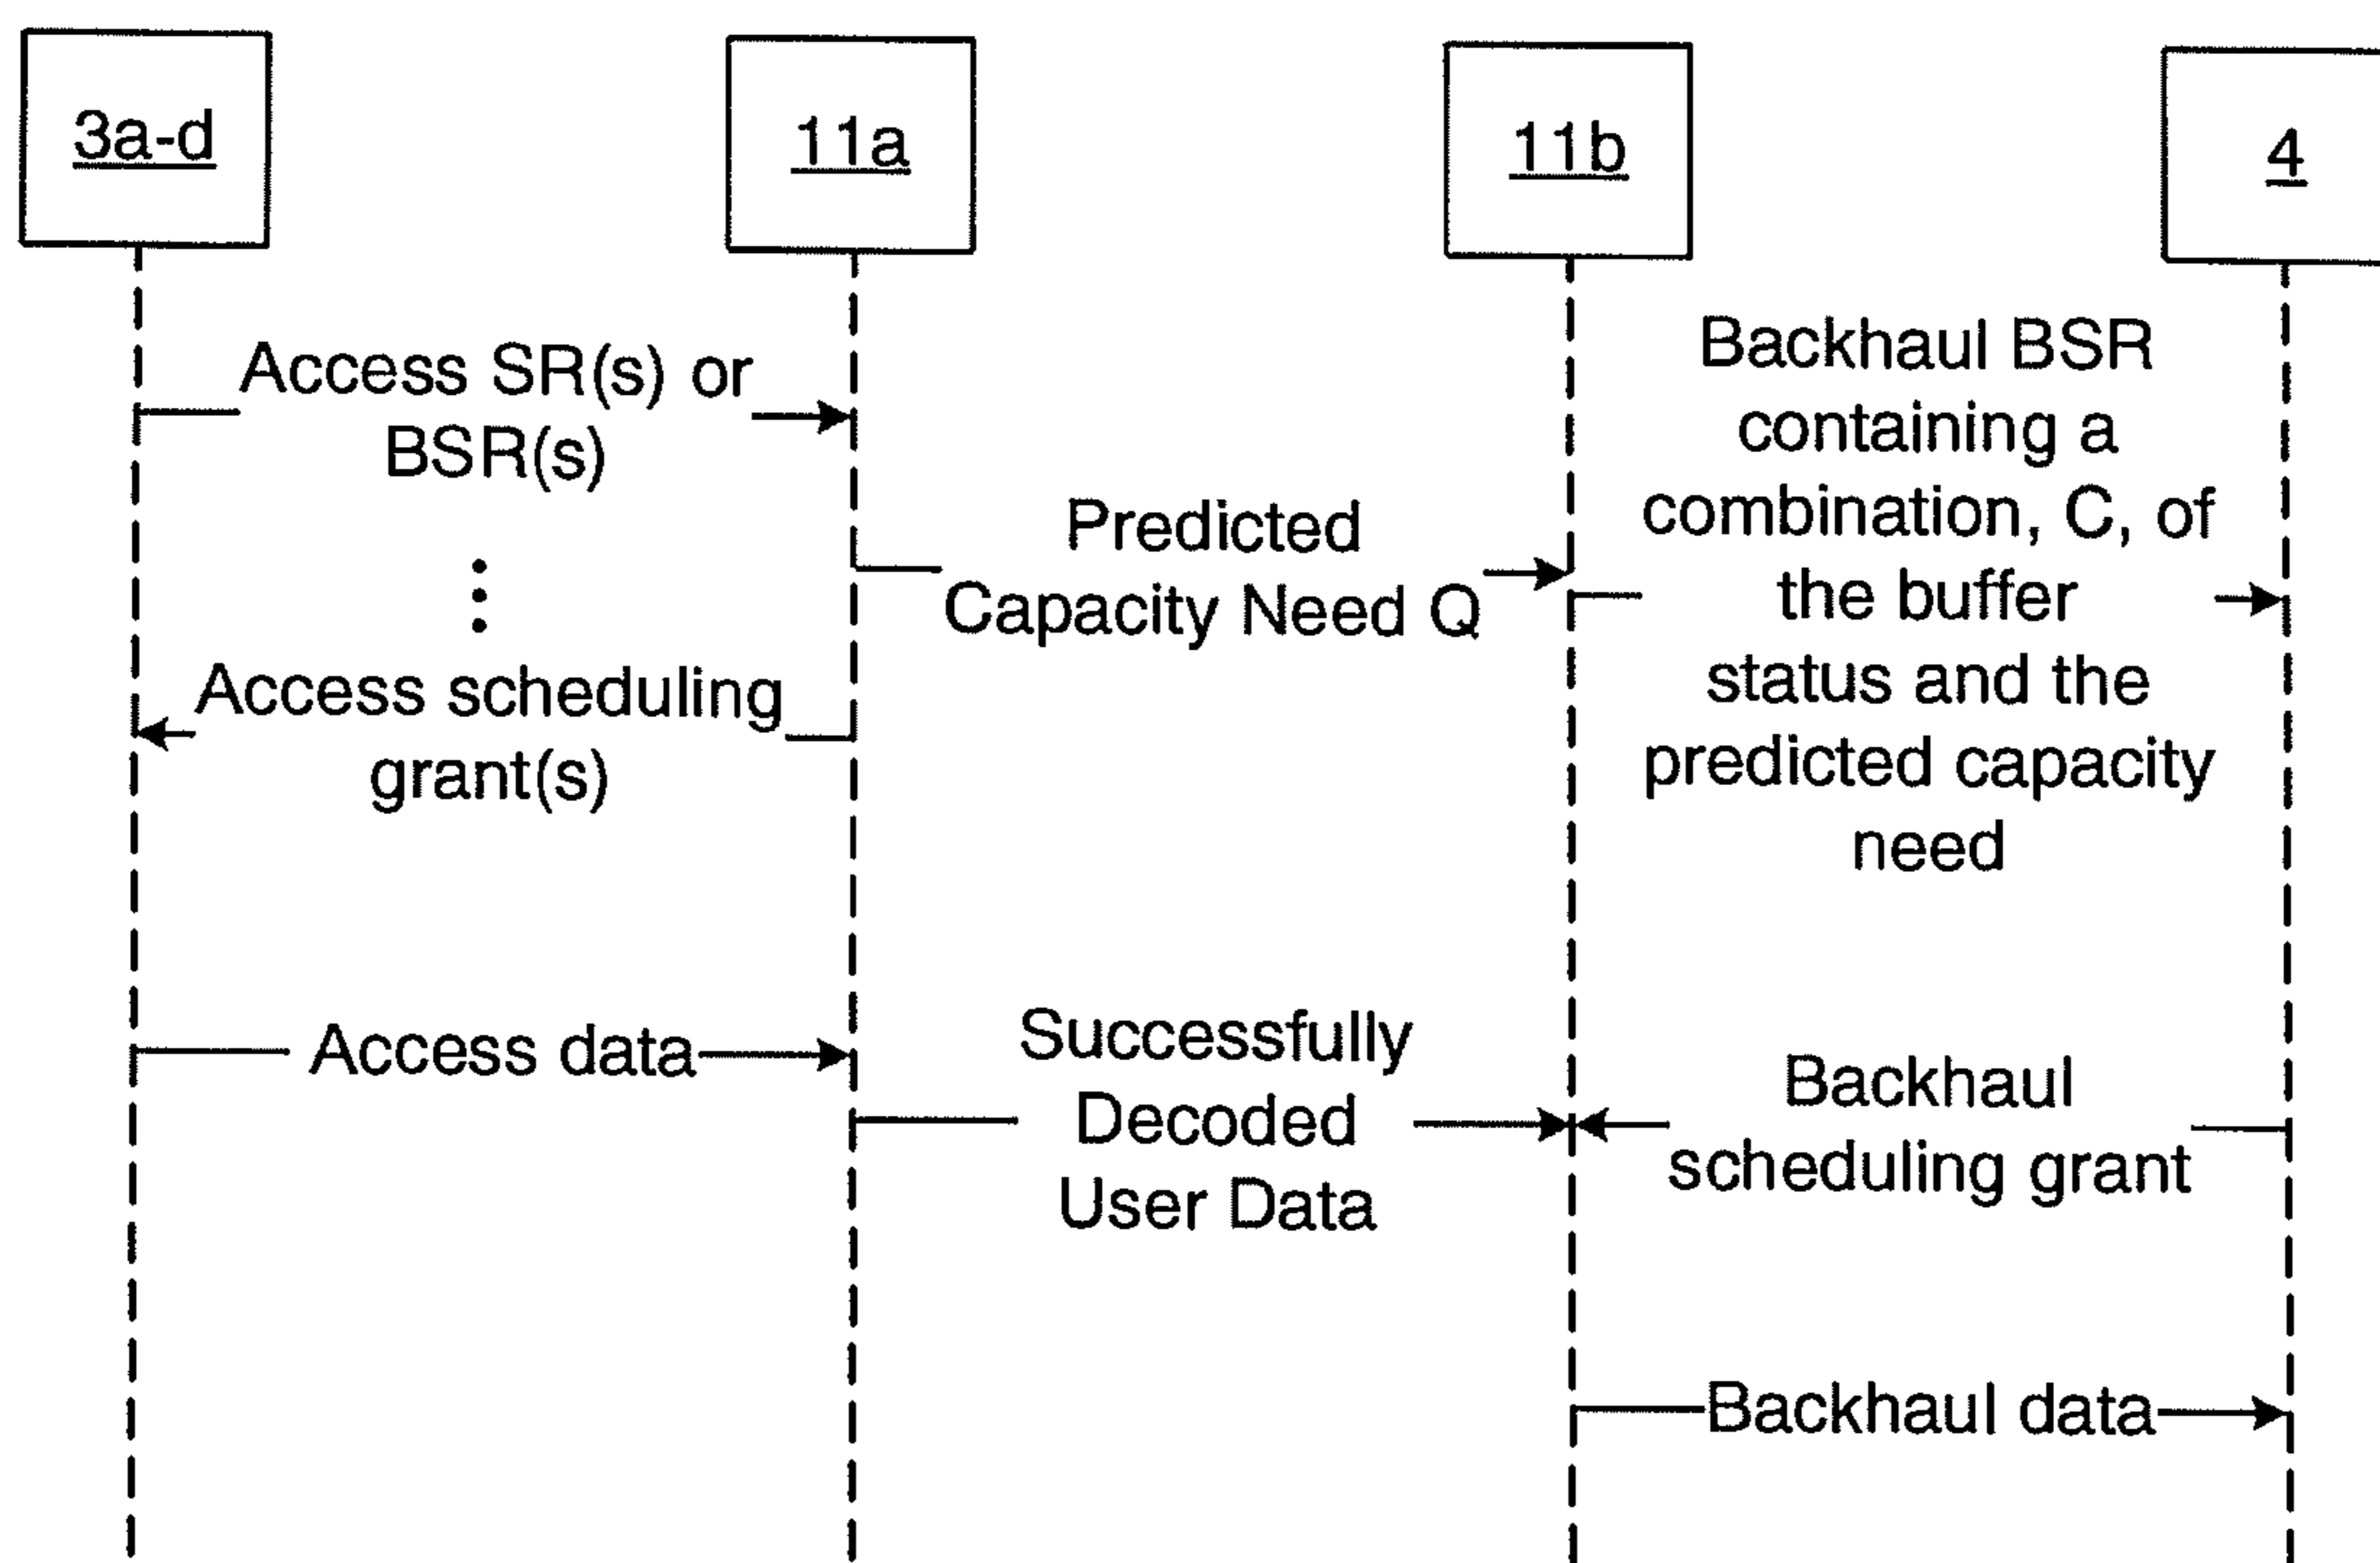 3a-d
11a
11b
4
Access SR(s) or
BSR(s)
Predicted
Capacity Need Q
Backhaul BSR
containing a
combination, C, of
the buffer
status and the
predicted capacity
need
Access scheduling
grant(s)
Access data
Successfully
Decoded
User Data
Backhaul
scheduling grant
Backhaul data